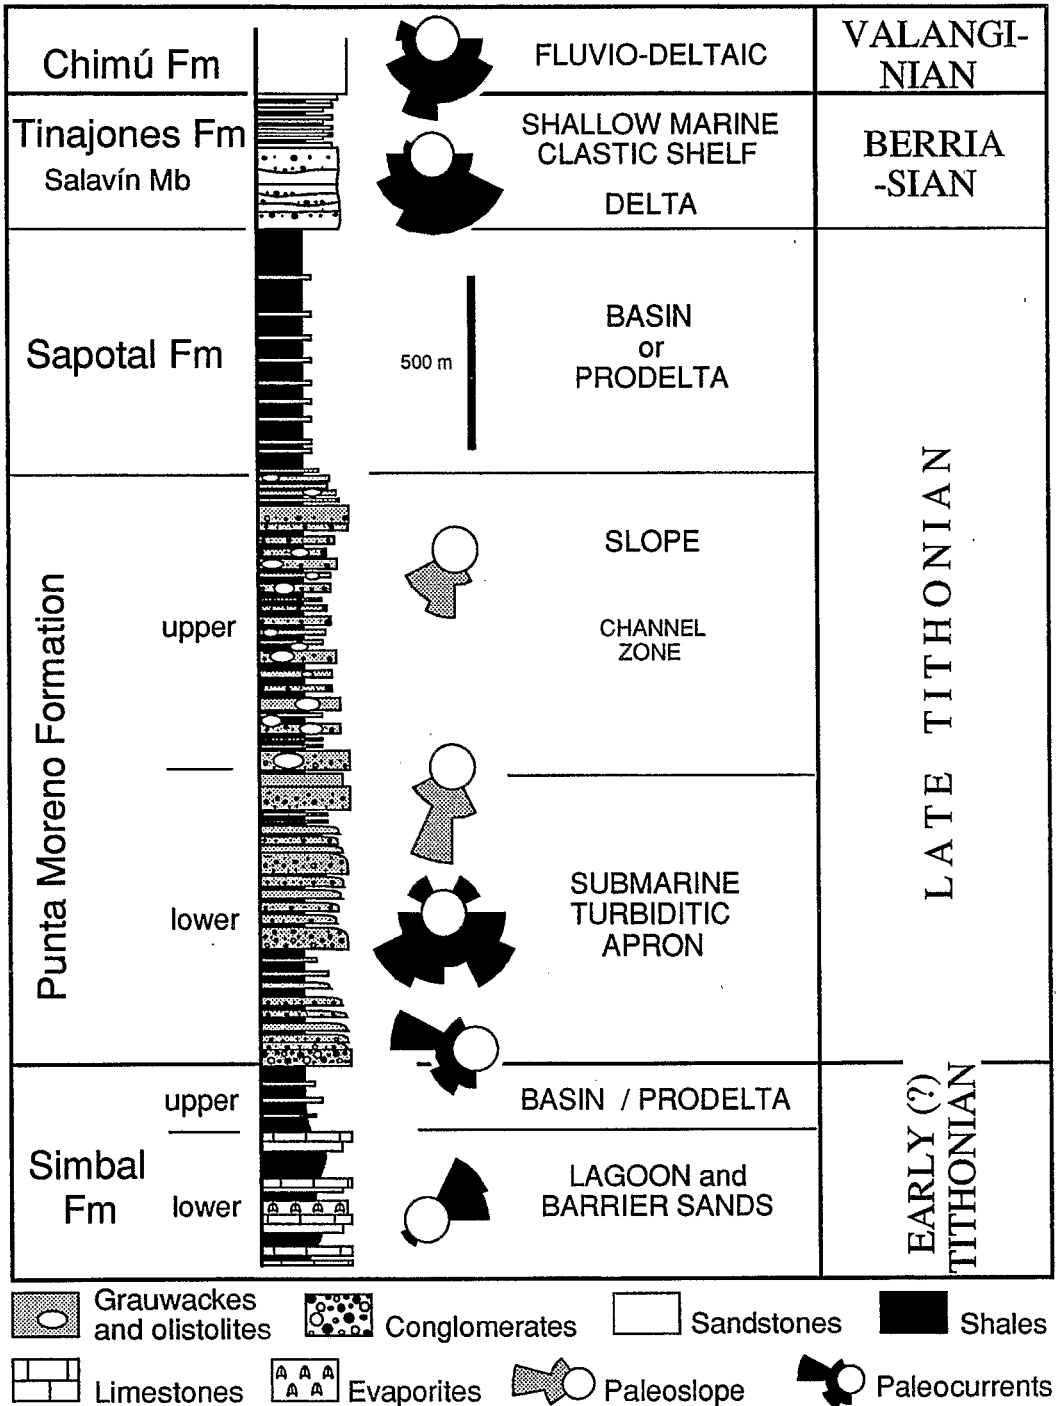 Chimú Fm
FLUVIO-DELTAIC
VALANGI-
NIAN
Tinajones Fm
Salavín Mb
SHALLOW MARINE
CLASTIC SHELF
DELTA
BERRIA
-SIAN
Sapotal Fm
500 m
BASIN
or
PRODELTA
LATE TITHONIAN
Punta Moreno Formation
upper
SLOPE
CHANNEL
ZONE
lower
SUBMARINE
TURBIDITIC
APRON
Simbal
Fm
upper
BASIN / PRODELTA
lower
LAGOON and
BARRIER SANDS
EARLY (?)
TITHONIAN
Grauwackes
and olistolites
Conglomerates
Sandstones
Shales
Limestones
Evaporites
Paleoslope
Paleocurrents